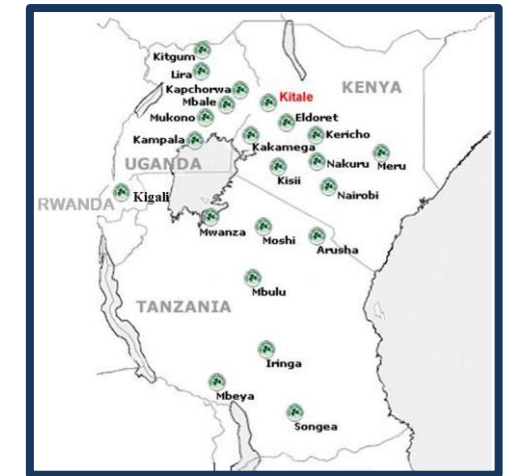 Kitgum
Lira
KENYA
Kapchorwa
Kitale
Mbale
Mukono
Eldoret
Kampala
Kakamega
Kericho
UGANDA
Kisii
Nakuru
Meru
RWANDA
Kigali
Nairobi
Mwanza
Moshi
Arusha
Mbulu
TANZANIA
Iringa
Mbeya
Songea